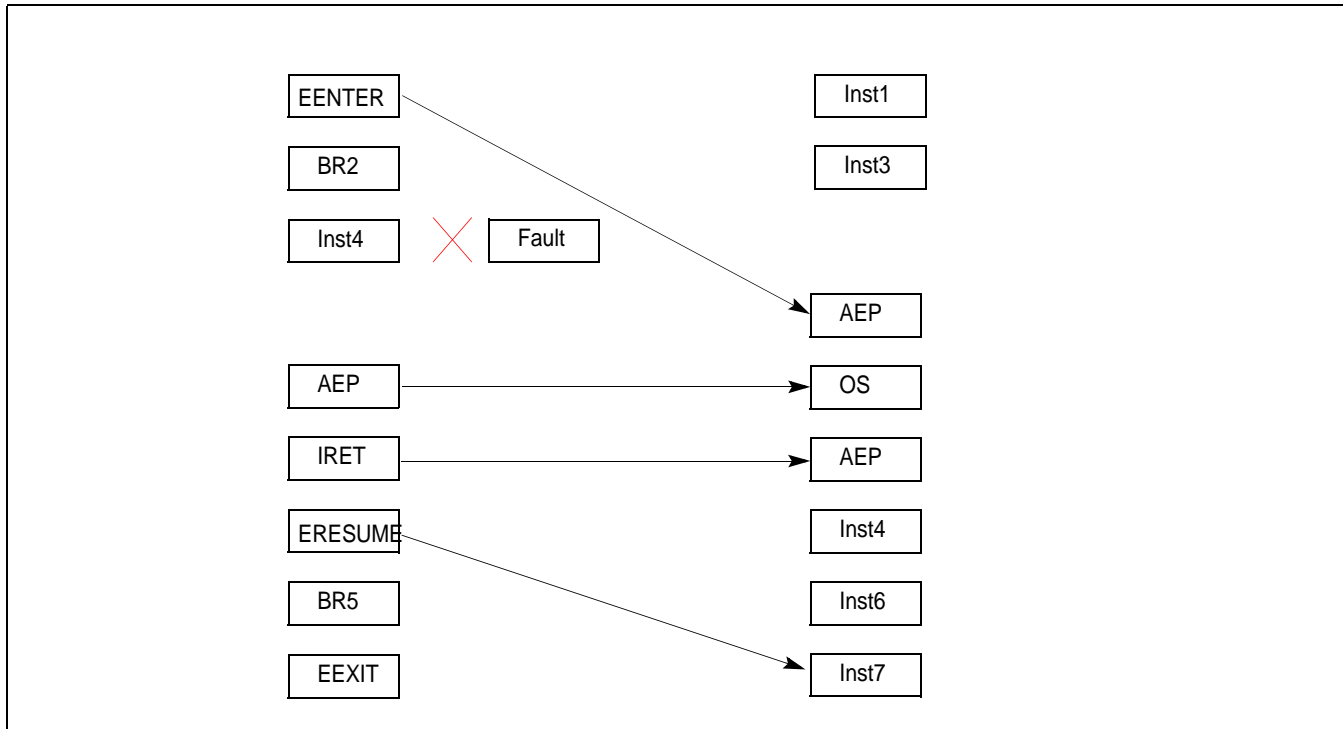 EENTER Inst1
BR2 Inst3
Inst4 Fault
AEP
AEP OS
IRET AEP
ERESUME Inst4
BR5 Inst6
EEXIT Inst7